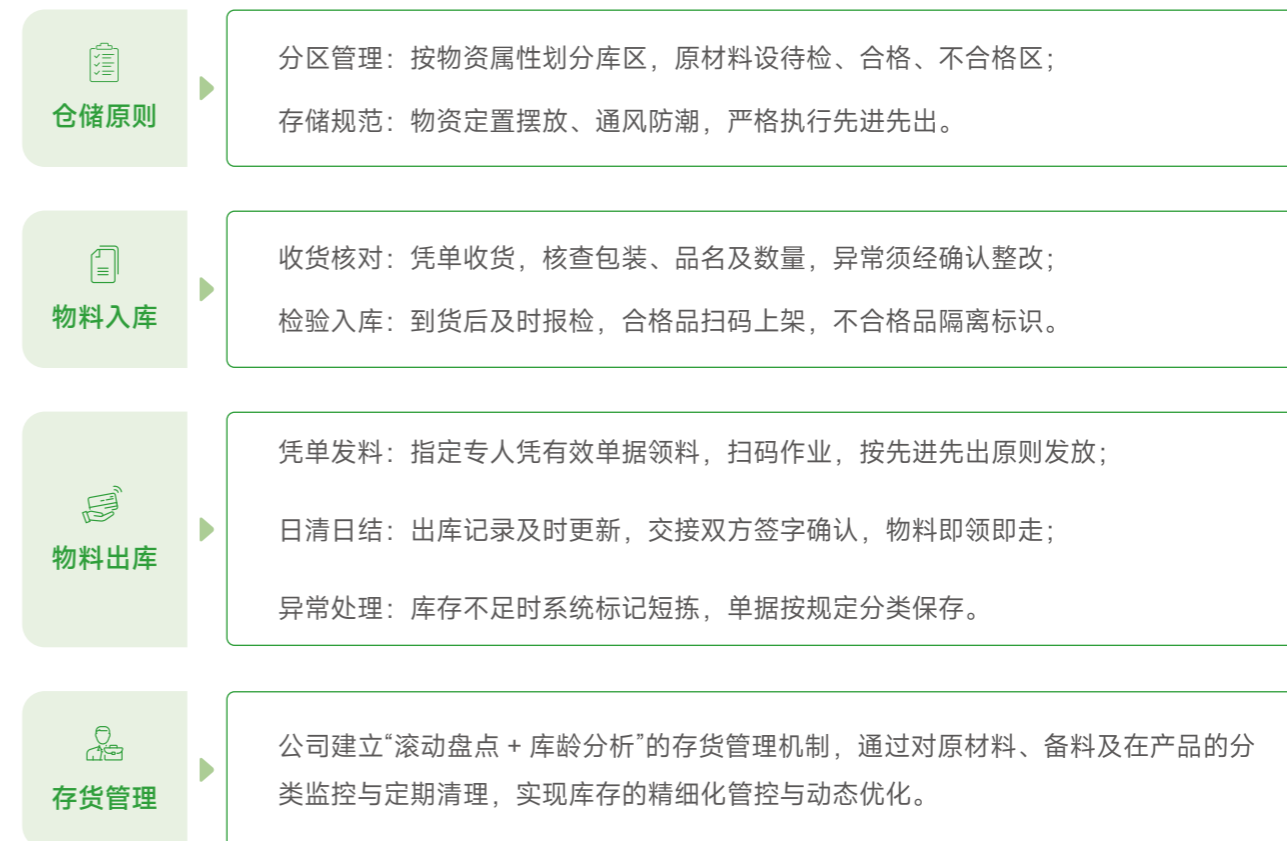 仓储原则
分区管理：按物资属性划分库区，原材料设待检、合格、不合格区；
存储规范：物资定置摆放、通风防潮，严格执行先进先出。
物料入库
收货核对：凭单收货，核查包装、品名及数量，异常须经确认整改；
检验入库：到货后及时报检，合格品扫码上架，不合格品隔离标识。
物料出库
凭单发料：指定专人凭有效单据领料，扫码作业，按先进先出原则发放；
日清日结：出库记录及时更新，交接双方签字确认，物料即领即走；
异常处理：库存不足时系统标记短拣，单据按规定分类保存。
存货管理
公司建立“滚动盘点 + 库龄分析”的存货管理机制，通过对原材料、备料及在产品的分
类监控与定期清理，实现库存的精细化管控与动态优化。